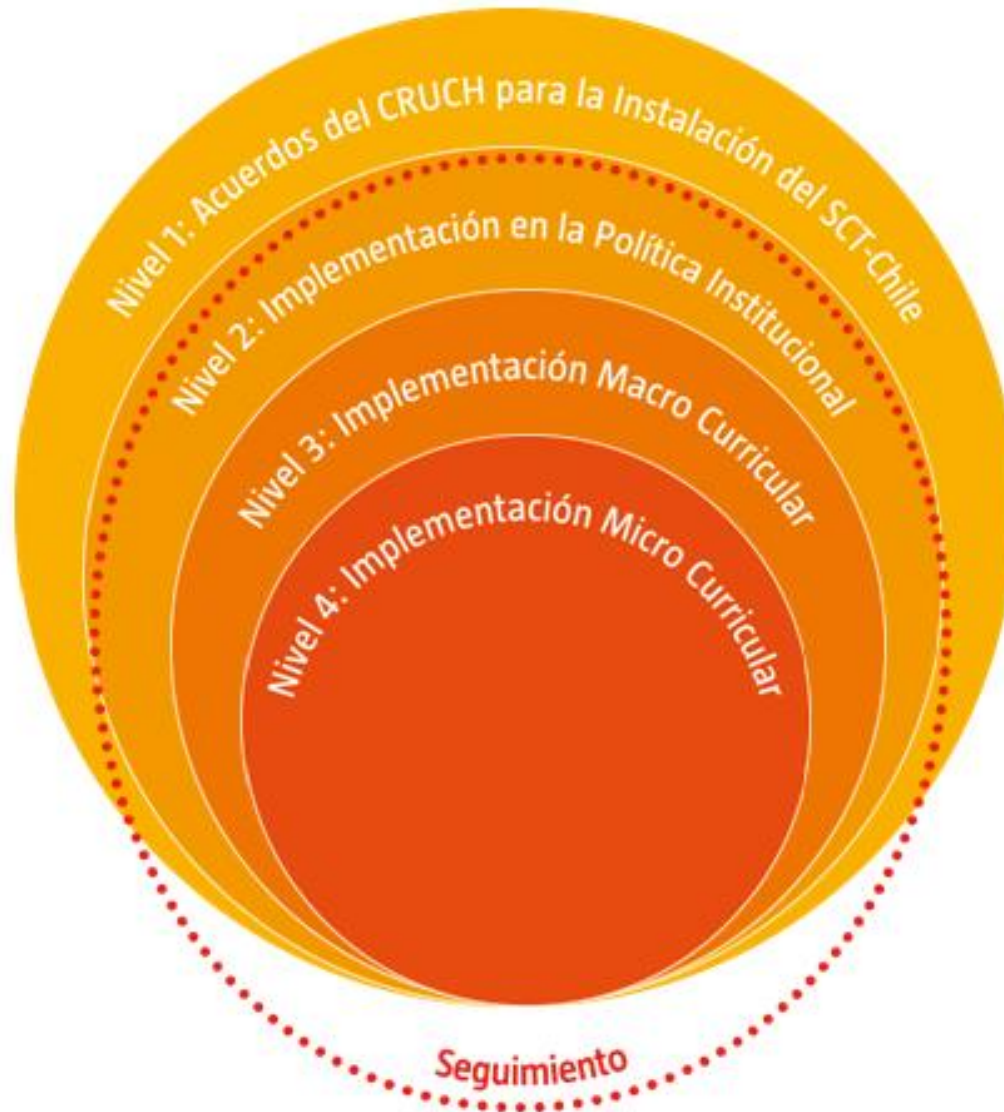 Nivel 1: Acuerdos del CRUCH para la Instalación del SCT-Chile
Nivel 2: Implementación en la Política Institucional
Nivel 3: Implementación Macro Curricular
Nivel 4: Implementación Micro Curricular
Seguimiento